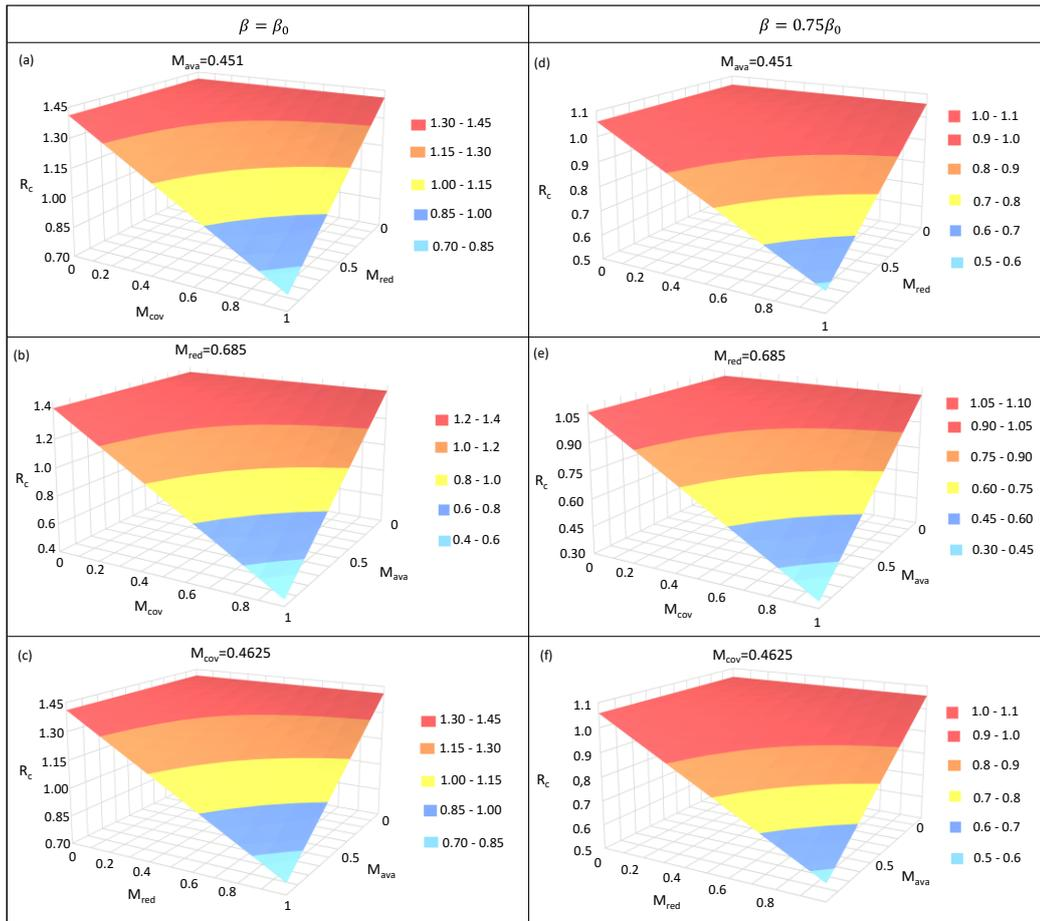 β = β₀
β = 0.75β₀
(a)
M_ava=0.451
R_c
1.45
1.30
1.15
1.00
0.85
0.70
0
0.2
0.4
0.6
0.8
1
M_cov
0
0.5
M_red
1.30 - 1.45
1.15 - 1.30
1.00 - 1.15
0.85 - 1.00
0.70 - 0.85
(d)
M_ava=0.451
R_c
1.1
1.0
0.9
0.8
0.7
0.6
0.5
0
0.2
0.4
0.6
0.8
1
M_cov
0
0.5
M_red
1.0 - 1.1
0.9 - 1.0
0.8 - 0.9
0.7 - 0.8
0.6 - 0.7
0.5 - 0.6
(b)
M_red=0.685
R_c
1.4
1.2
1.0
0.8
0.6
0.4
0
0.2
0.4
0.6
0.8
1
M_cov
0
0.5
M_ava
1.2 - 1.4
1.0 - 1.2
0.8 - 1.0
0.6 - 0.8
0.4 - 0.6
(e)
M_red=0.685
R_c
1.05
0.90
0.75
0.60
0.45
0.30
0
0.2
0.4
0.6
0.8
1
M_cov
0
0.5
M_ava
1.05 - 1.10
0.90 - 1.05
0.75 - 0.90
0.60 - 0.75
0.45 - 0.60
0.30 - 0.45
(c)
M_cov=0.4625
R_c
1.45
1.30
1.15
1.00
0.85
0.70
0
0.2
0.4
0.6
0.8
1
M_red
0
0.5
M_ava
1.30 - 1.45
1.15 - 1.30
1.00 - 1.15
0.85 - 1.00
0.70 - 0.85
(f)
M_cov=0.4625
R_c
1.1
1.0
0.9
0,8
0,7
0.6
0.5
0
0.2
0.4
0.6
0.8
M_red
0
0.5
M_ava
1.0 - 1.1
0.9 - 1.0
0.8 - 0.9
0.7 - 0.8
0.6 - 0.7
0.5 - 0.6